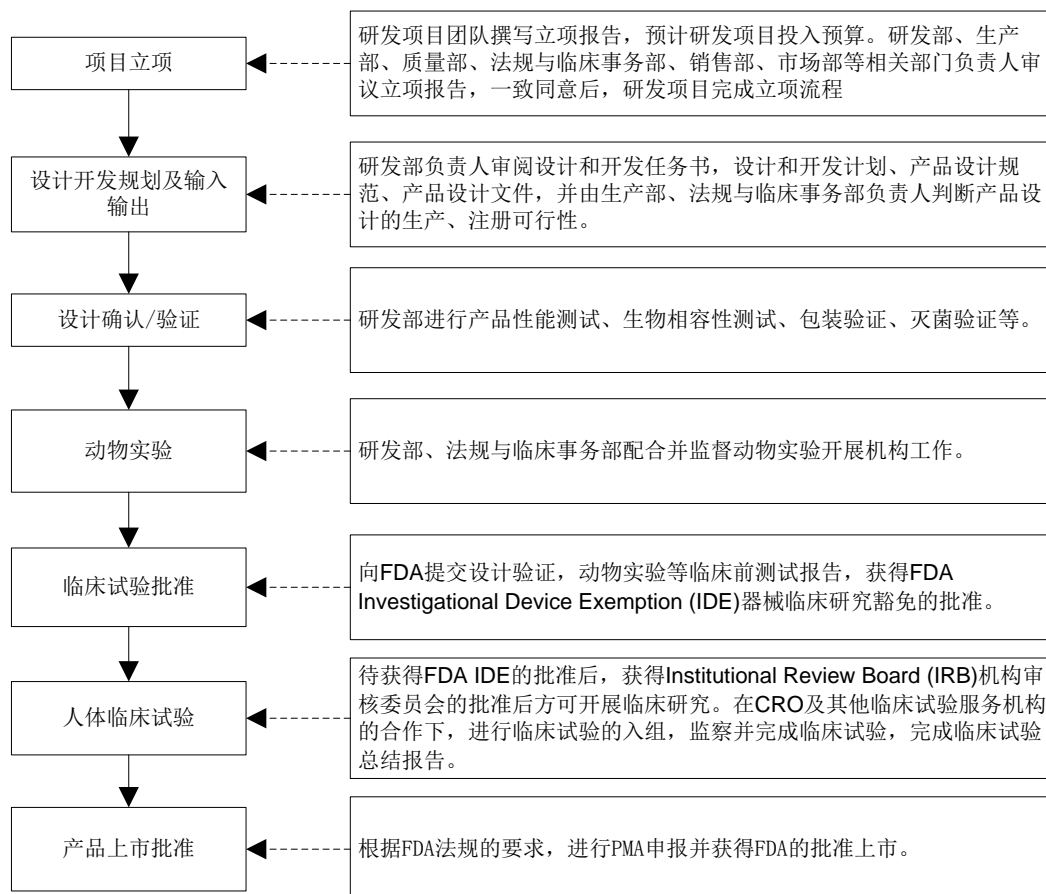 项目立项
研发项目团队撰写立项报告，预计研发项目投入预算。研发部、生产
部、质量部、法规与临床事务部、销售部、市场部等相关部门负责人审
议立项报告，一致同意后，研发项目完成立项流程
设计开发规划及输入
输出
研发部负责人审阅设计和开发任务书，设计和开发计划、产品设计规
范、产品设计文件，并由生产部、法规与临床事务部负责人判断产品设
计的生产、注册可行性。
设计确认/验证
研发部进行产品性能测试、生物相容性测试、包装验证、灭菌验证等。
动物实验
研发部、法规与临床事务部配合并监督动物实验开展机构工作。
临床试验批准
向FDA提交设计验证，动物实验等临床前测试报告，获得FDA
Investigational Device Exemption (IDE)器械临床研究豁免的批准。
人体临床试验
待获得FDA IDE的批准后，获得Institutional Review Board (IRB)机构审
核委员会的批准后方可开展临床研究。在CRO及其他临床试验服务机构
的合作下，进行临床试验的入组，监察并完成临床试验，完成临床试验
总结报告。
产品上市批准
根据FDA法规的要求，进行PMA申报并获得FDA的批准上市。